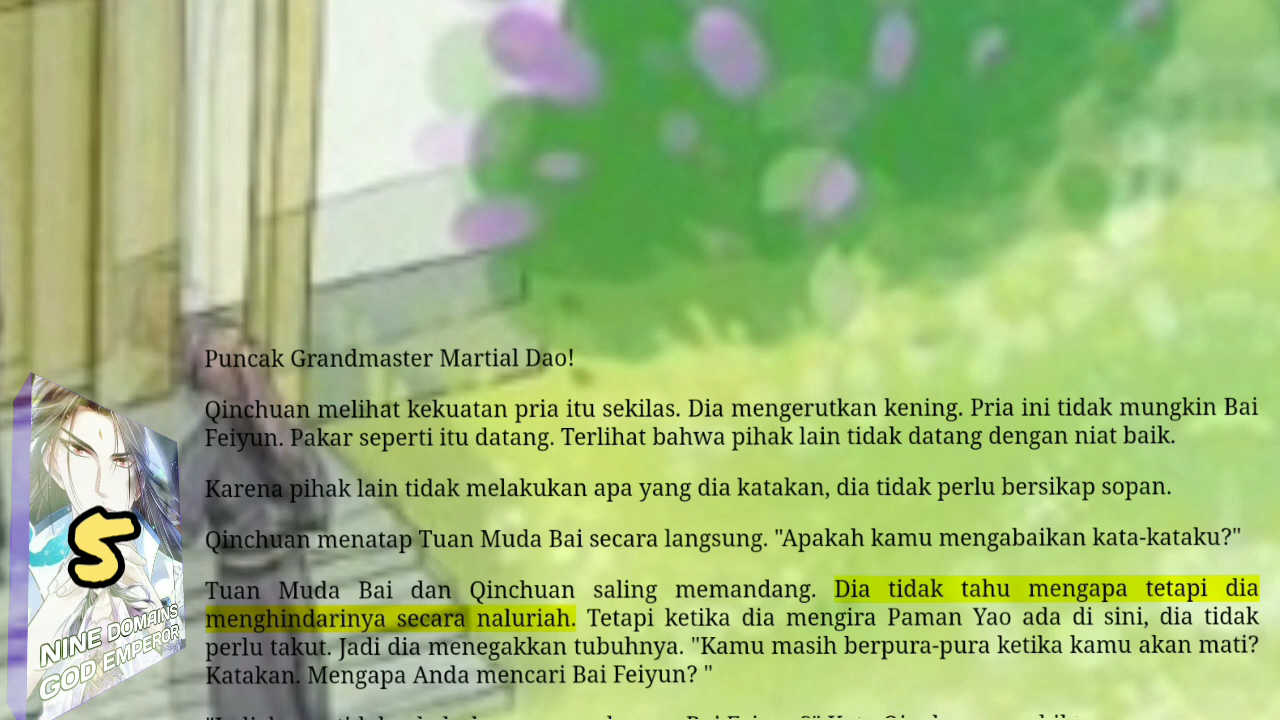 Puncak Grandmaster Martial Dao!
Qinchuan melihat kekuatan pria itu sekilas. Dia mengerutkan kening. Pria ini tidak mungkin Bai
Feiyun. Pakar seperti itu datang. Terlihat bahwa pihak lain tidak datang dengan niat baik.
Karena pihak lain tidak melakukan apa yang dia katakan, dia tidak perlu bersikap sopan.
Qinchuan menatap Tuan Muda Bai secara langsung. "Apakah kamu mengabaikan kata-kataku?"
Tuan Muda Bai dan Qinchuan saling memandang. Dia tidak tahu mengapa tetapi dia
menghindarinya secara naluriah. Tetapi ketika dia mengira Paman Yao ada di sini, dia tidak
perlu takut. Jadi dia menegakkan tubuhnya. "Kamu masih berpura-pura ketika kamu akan mati?
Katakan. Mengapa Anda mencari Bai Feiyun? "
5
NINE DOMAINS
GOD EMPEROR